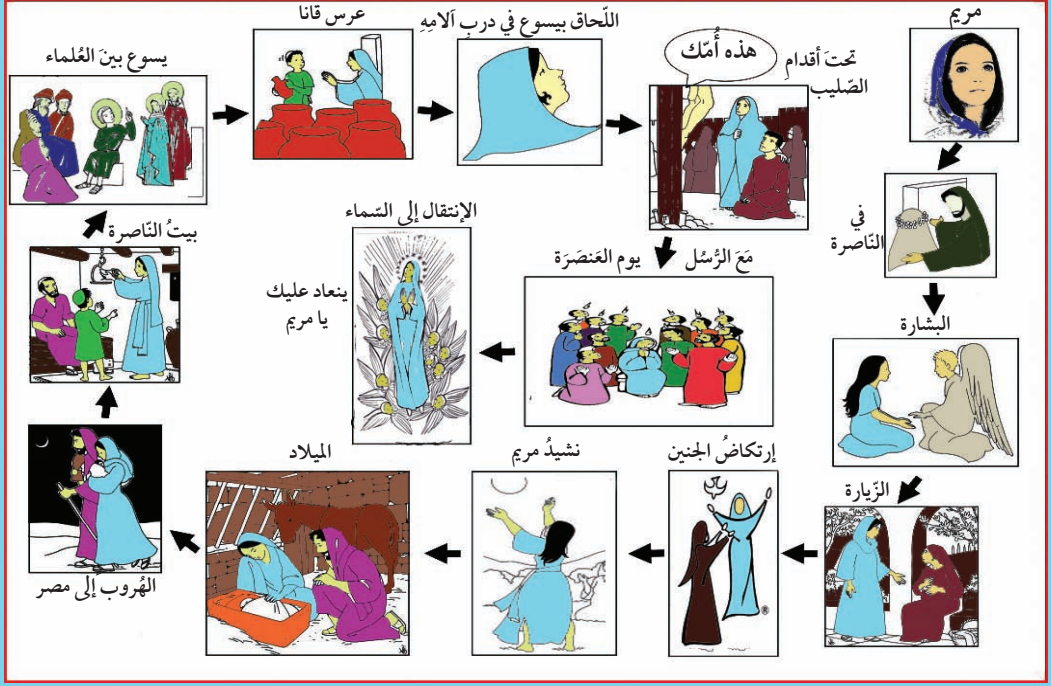 مريم
في
النّاصرة
البشارة
الزّيارة
إرتكاضُ الجنين
نشيدُ مريم
الميلاد
الهُروب إلى مصر
بيتُ النّاصرة
يسوع بينَ العُلماء
عرس قانا
اللّحاق بيسوع في دربِ آلامِهِ
هذه أُمّك
تحتَ أقدامِ
الصّليب
مَعَ الرُّسُل يوم العَنصَرَة
الإنتقال إلى السّماء
ينعاد عليك
يا مريم